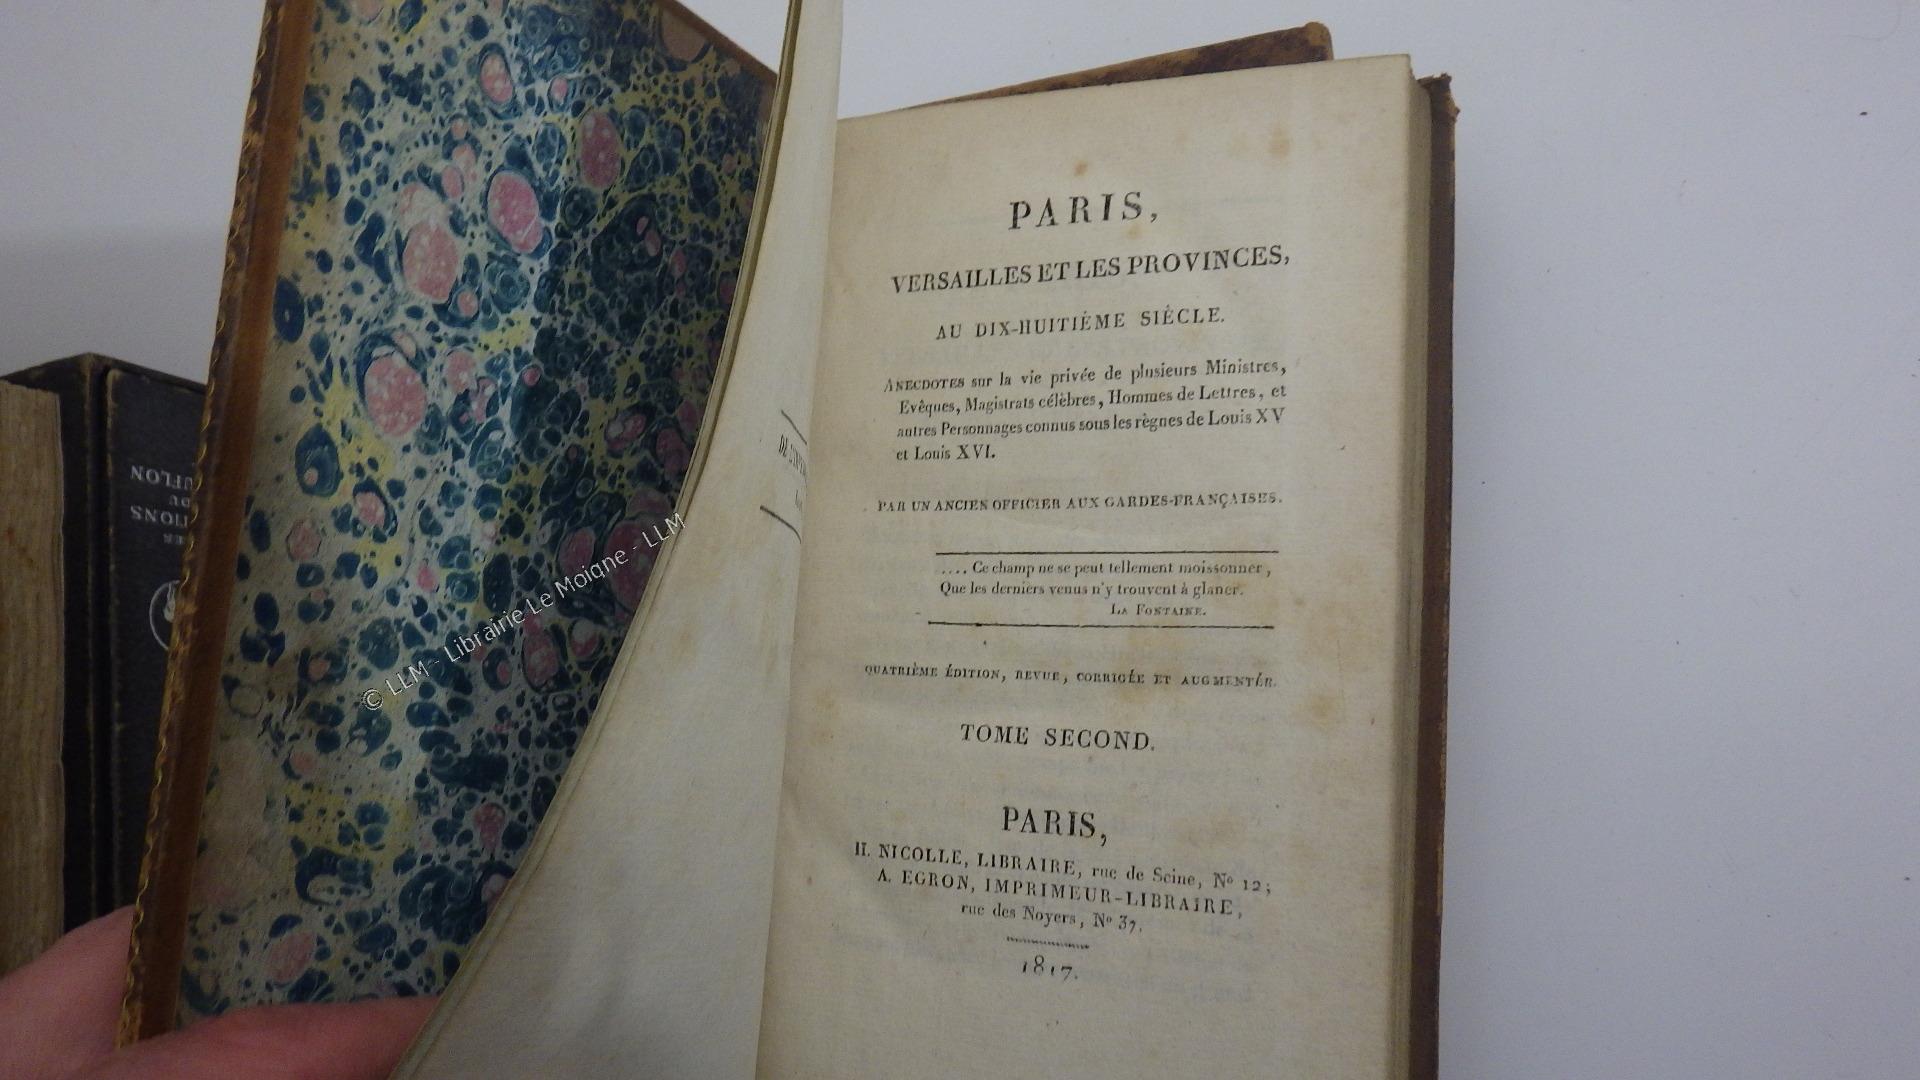 PARIS,
VERSAILLES ET LES PROVINCES,
AU DIX-HUITIÈME SIÈCLE.
ANECDOTES sur la vie privée de plusieurs Ministres,
Evêques, Magistrats célèbres, Hommes de Lettres, et
autres Personnages connus sous les règnes de Louis XV
et Louis XVI.
PAR UN ANCIEN OFFICIER AUX GARDES-FRANÇAISES.
.... Ce champ ne se peut tellement moissonner,
Que les derniers venus n'y trouvent à glaner.
LA FONTAINE.
QUATRIÈME ÉDITION, REVUE, CORRIGÉE ET AUGMENTÉE.
TOME SECOND.
PARIS,
H. NICOLLE, LIBRAIRE, rue de Seine, Nº 12;
A. EGRON, IMPRIMEUR-LIBRAIRE,
rue des Noyers, Nº 37.
1817.
© LLM - Librairie Le Moigne - LLM
TIONS
DU